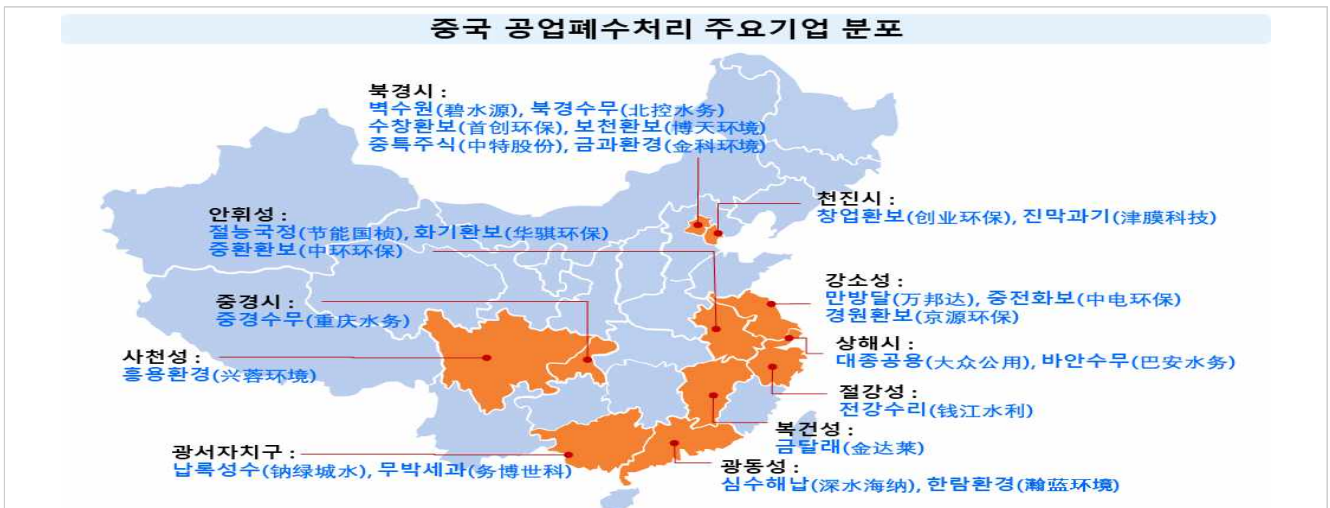 중국 공업폐수처리 주요기업 분포
북경시 :
벽수원(碧水源), 북경수무(北控水务)
수창환보(首创环保), 보천환보(博天环境)
중특주식(中特股份), 금과환경(金科环境)
천진시 :
창업환보(创业环保), 진막과기(津膜科技)
안휘성 :
절능국정(节能国祯), 화기환보(华骐环保)
중환환보(中环环保)
강소성 :
만방달(万邦达), 중전화보(中电环保)
경원환보(京源环保)
중경시 :
중경수무(重庆水务)
상해시 :
대종공용(大众公用), 바안수무(巴安水务)
사천성 :
흥용환경(兴蓉环境)
절강성 :
전강수리(钱江水利)
복건성 :
금달래(金达莱)
광서자치구 :
납록성수(钠绿城水), 무박세과(务博世科)
광동성 :
심수해납(深水海纳), 한람환경(瀚蓝环境)